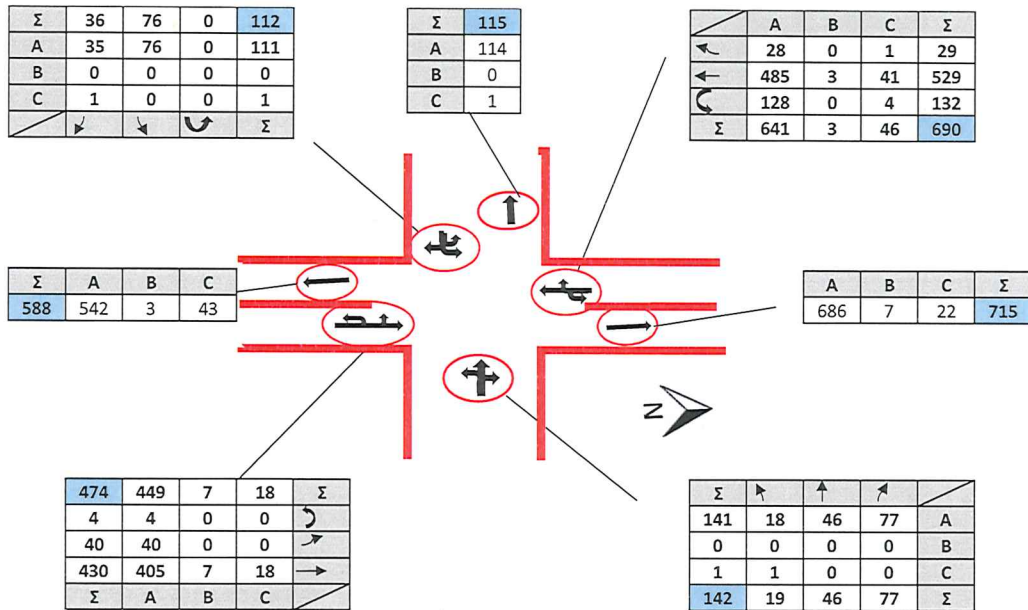 Σ 36 76 0 112
A 35 76 0 111
B 0 0 0 0
C 1 0 0 1
Σ
Σ 115
A 114
B 0
C 1
A B C Σ
28 0 1 29
485 3 41 529
128 0 4 132
Σ 641 3 46 690
Σ A B C
588 542 3 43
A B C Σ
686 7 22 715
N
474 449 7 18 Σ
4 4 0 0
40 40 0 0
430 405 7 18
Σ A B C
Σ
141 18 46 77 A
0 0 0 0 B
1 1 0 0 C
142 19 46 77 Σ